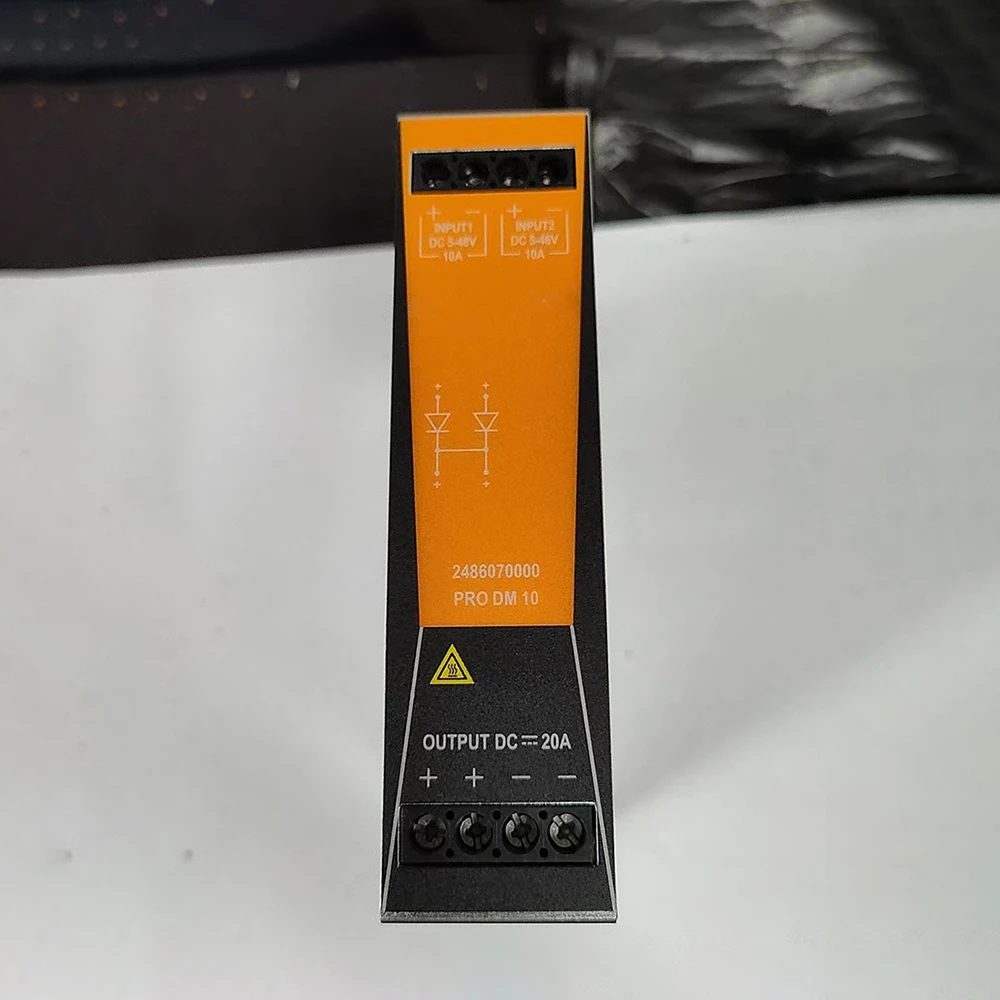 + − + −
INPUT1 INPUT2
DC 5-48V DC 5-48V
10A 10A
+ +
+ +
2486070000
PRO DM 10
OUTPUT DC ⎓ 20A
+ + − −